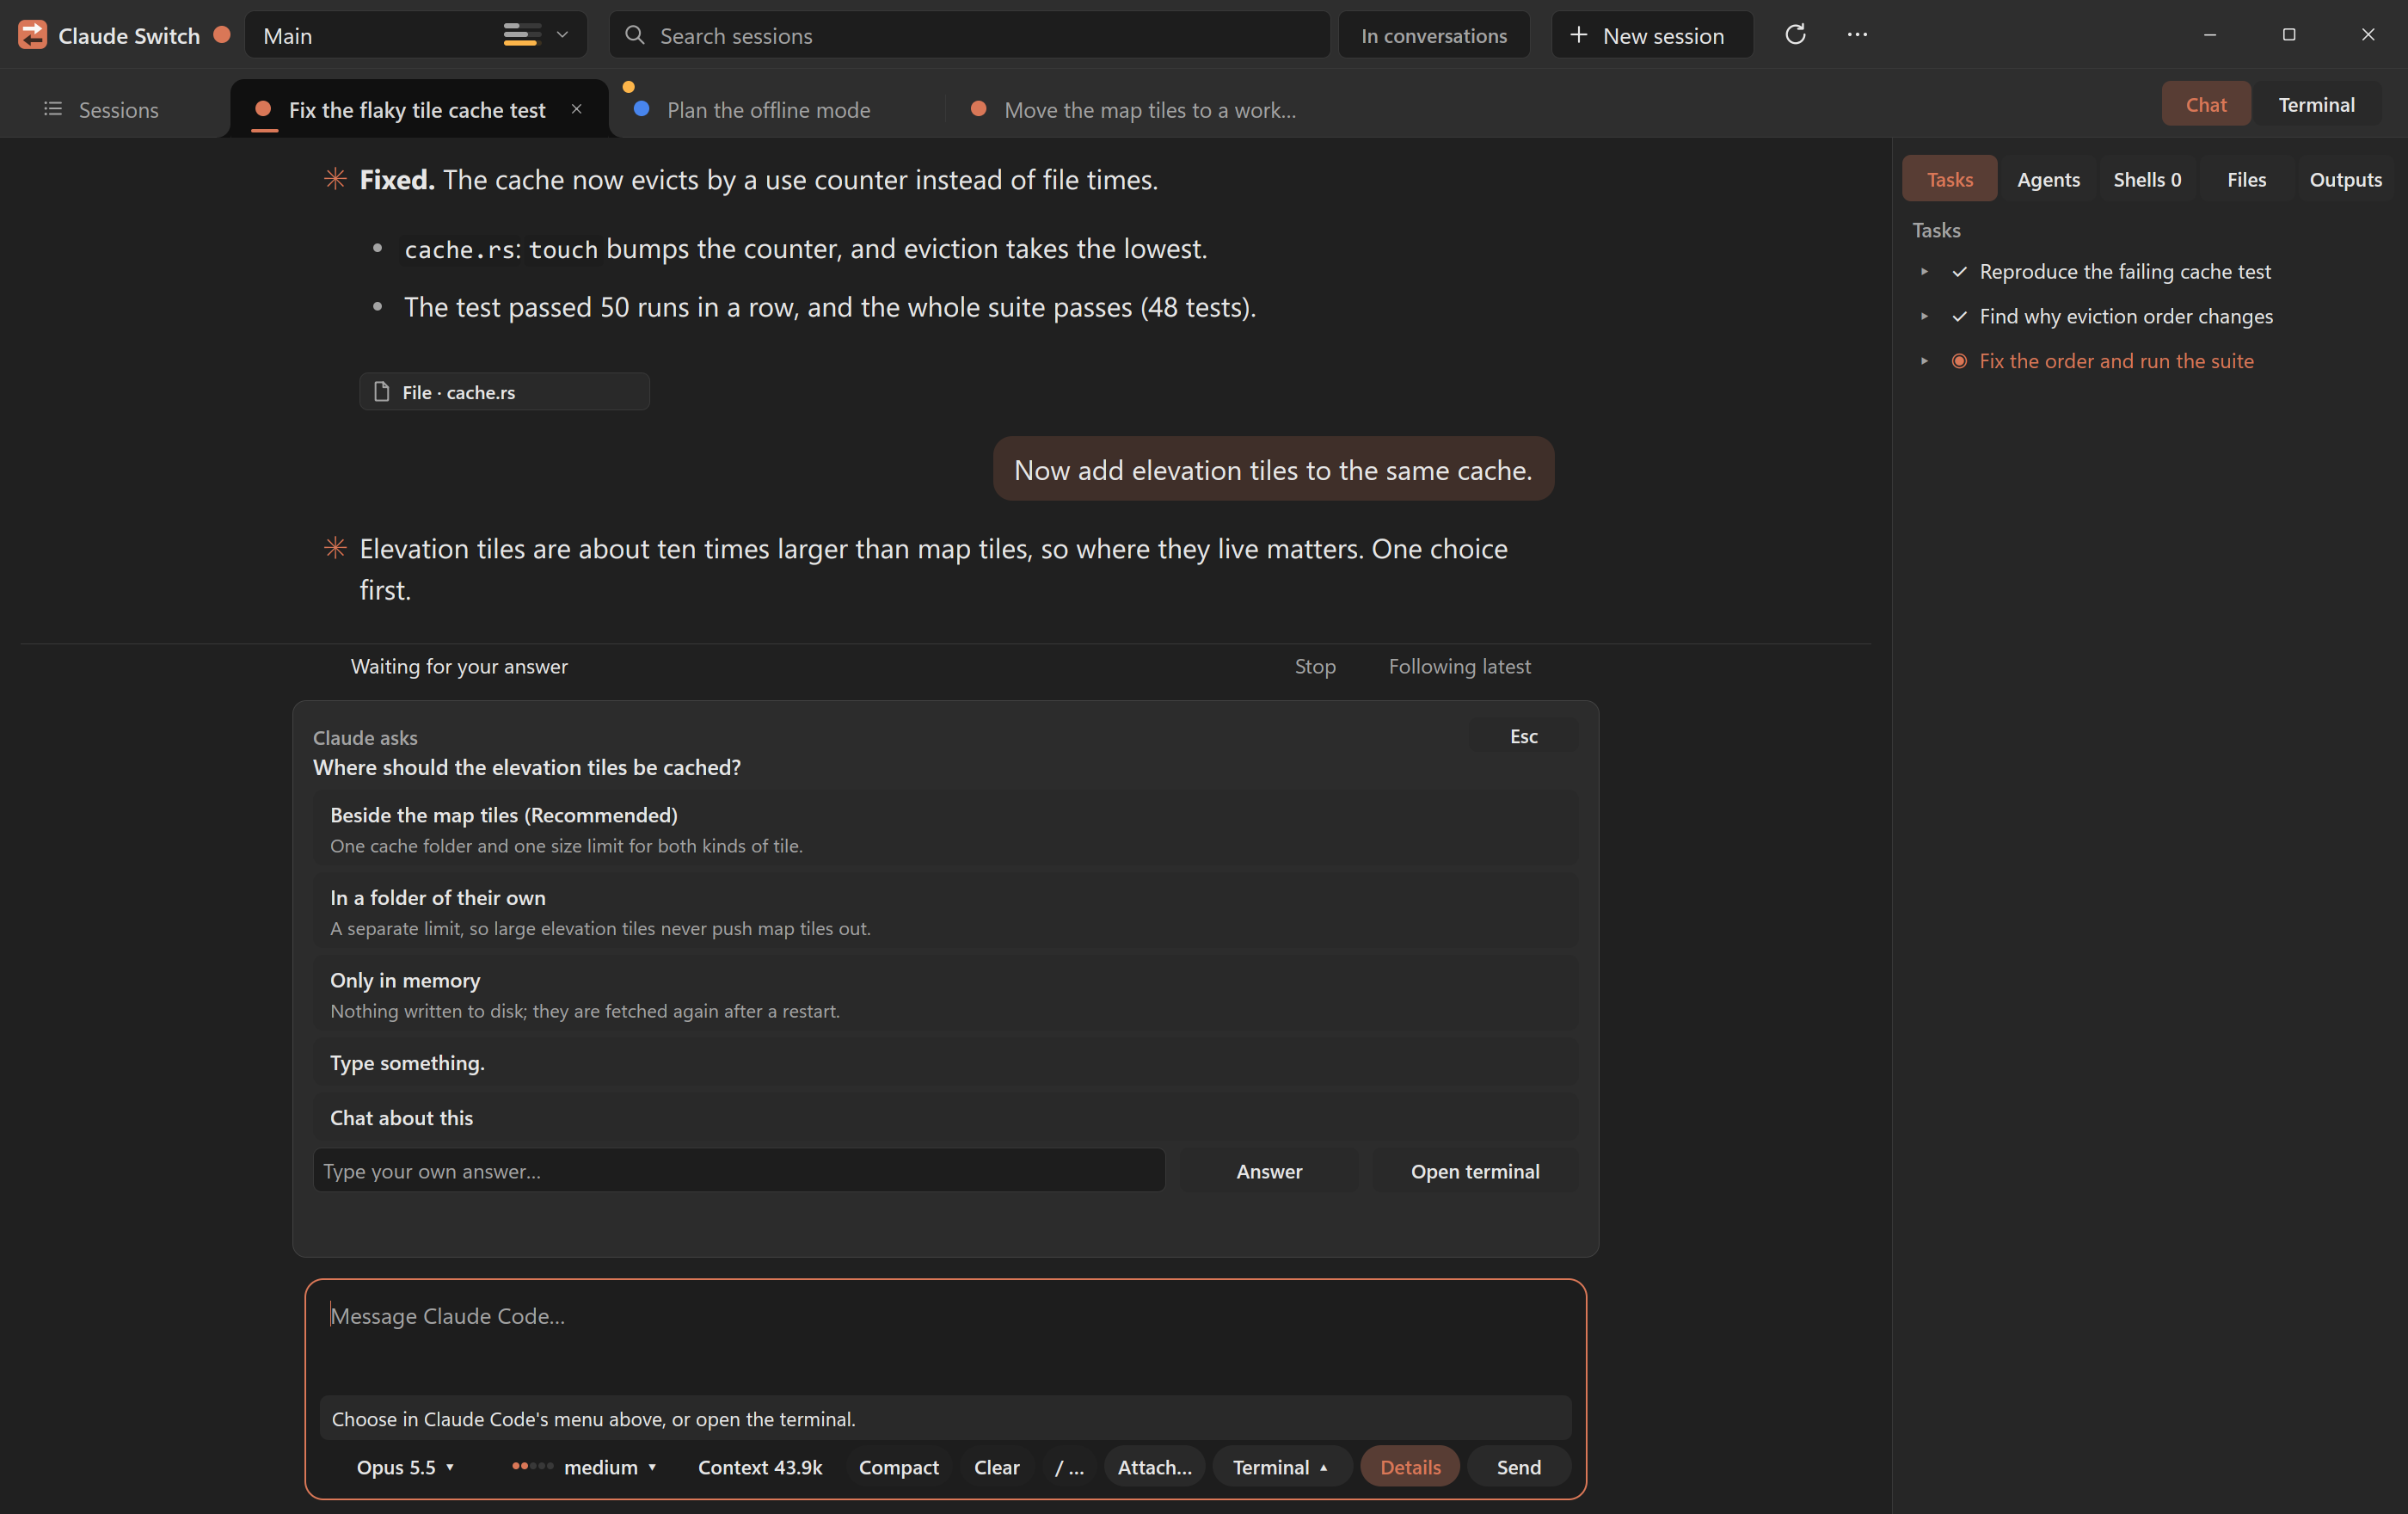 Claude Switch
Main
Search sessions
In conversations
New session
Sessions
Fix the flaky tile cache test
Plan the offline mode
Move the map tiles to a work...
Chat
Terminal
Fixed. The cache now evicts by a use counter instead of file times.
cache.rs: touch bumps the counter, and eviction takes the lowest.
The test passed 50 runs in a row, and the whole suite passes (48 tests).
File · cache.rs
Now add elevation tiles to the same cache.
Elevation tiles are about ten times larger than map tiles, so where they live matters. One choice
first.
Waiting for your answer
Stop
Following latest
Claude asks
Esc
Where should the elevation tiles be cached?
Beside the map tiles (Recommended)
One cache folder and one size limit for both kinds of tile.
In a folder of their own
A separate limit, so large elevation tiles never push map tiles out.
Only in memory
Nothing written to disk; they are fetched again after a restart.
Type something.
Chat about this
Type your own answer...
Answer
Open terminal
Message Claude Code...
Choose in Claude Code's menu above, or open the terminal.
Opus 5.5
medium
Context 43.9k
Compact
Clear
/ ...
Attach...
Terminal
Details
Send
Tasks
Agents
Shells 0
Files
Outputs
Tasks
Reproduce the failing cache test
Find why eviction order changes
Fix the order and run the suite